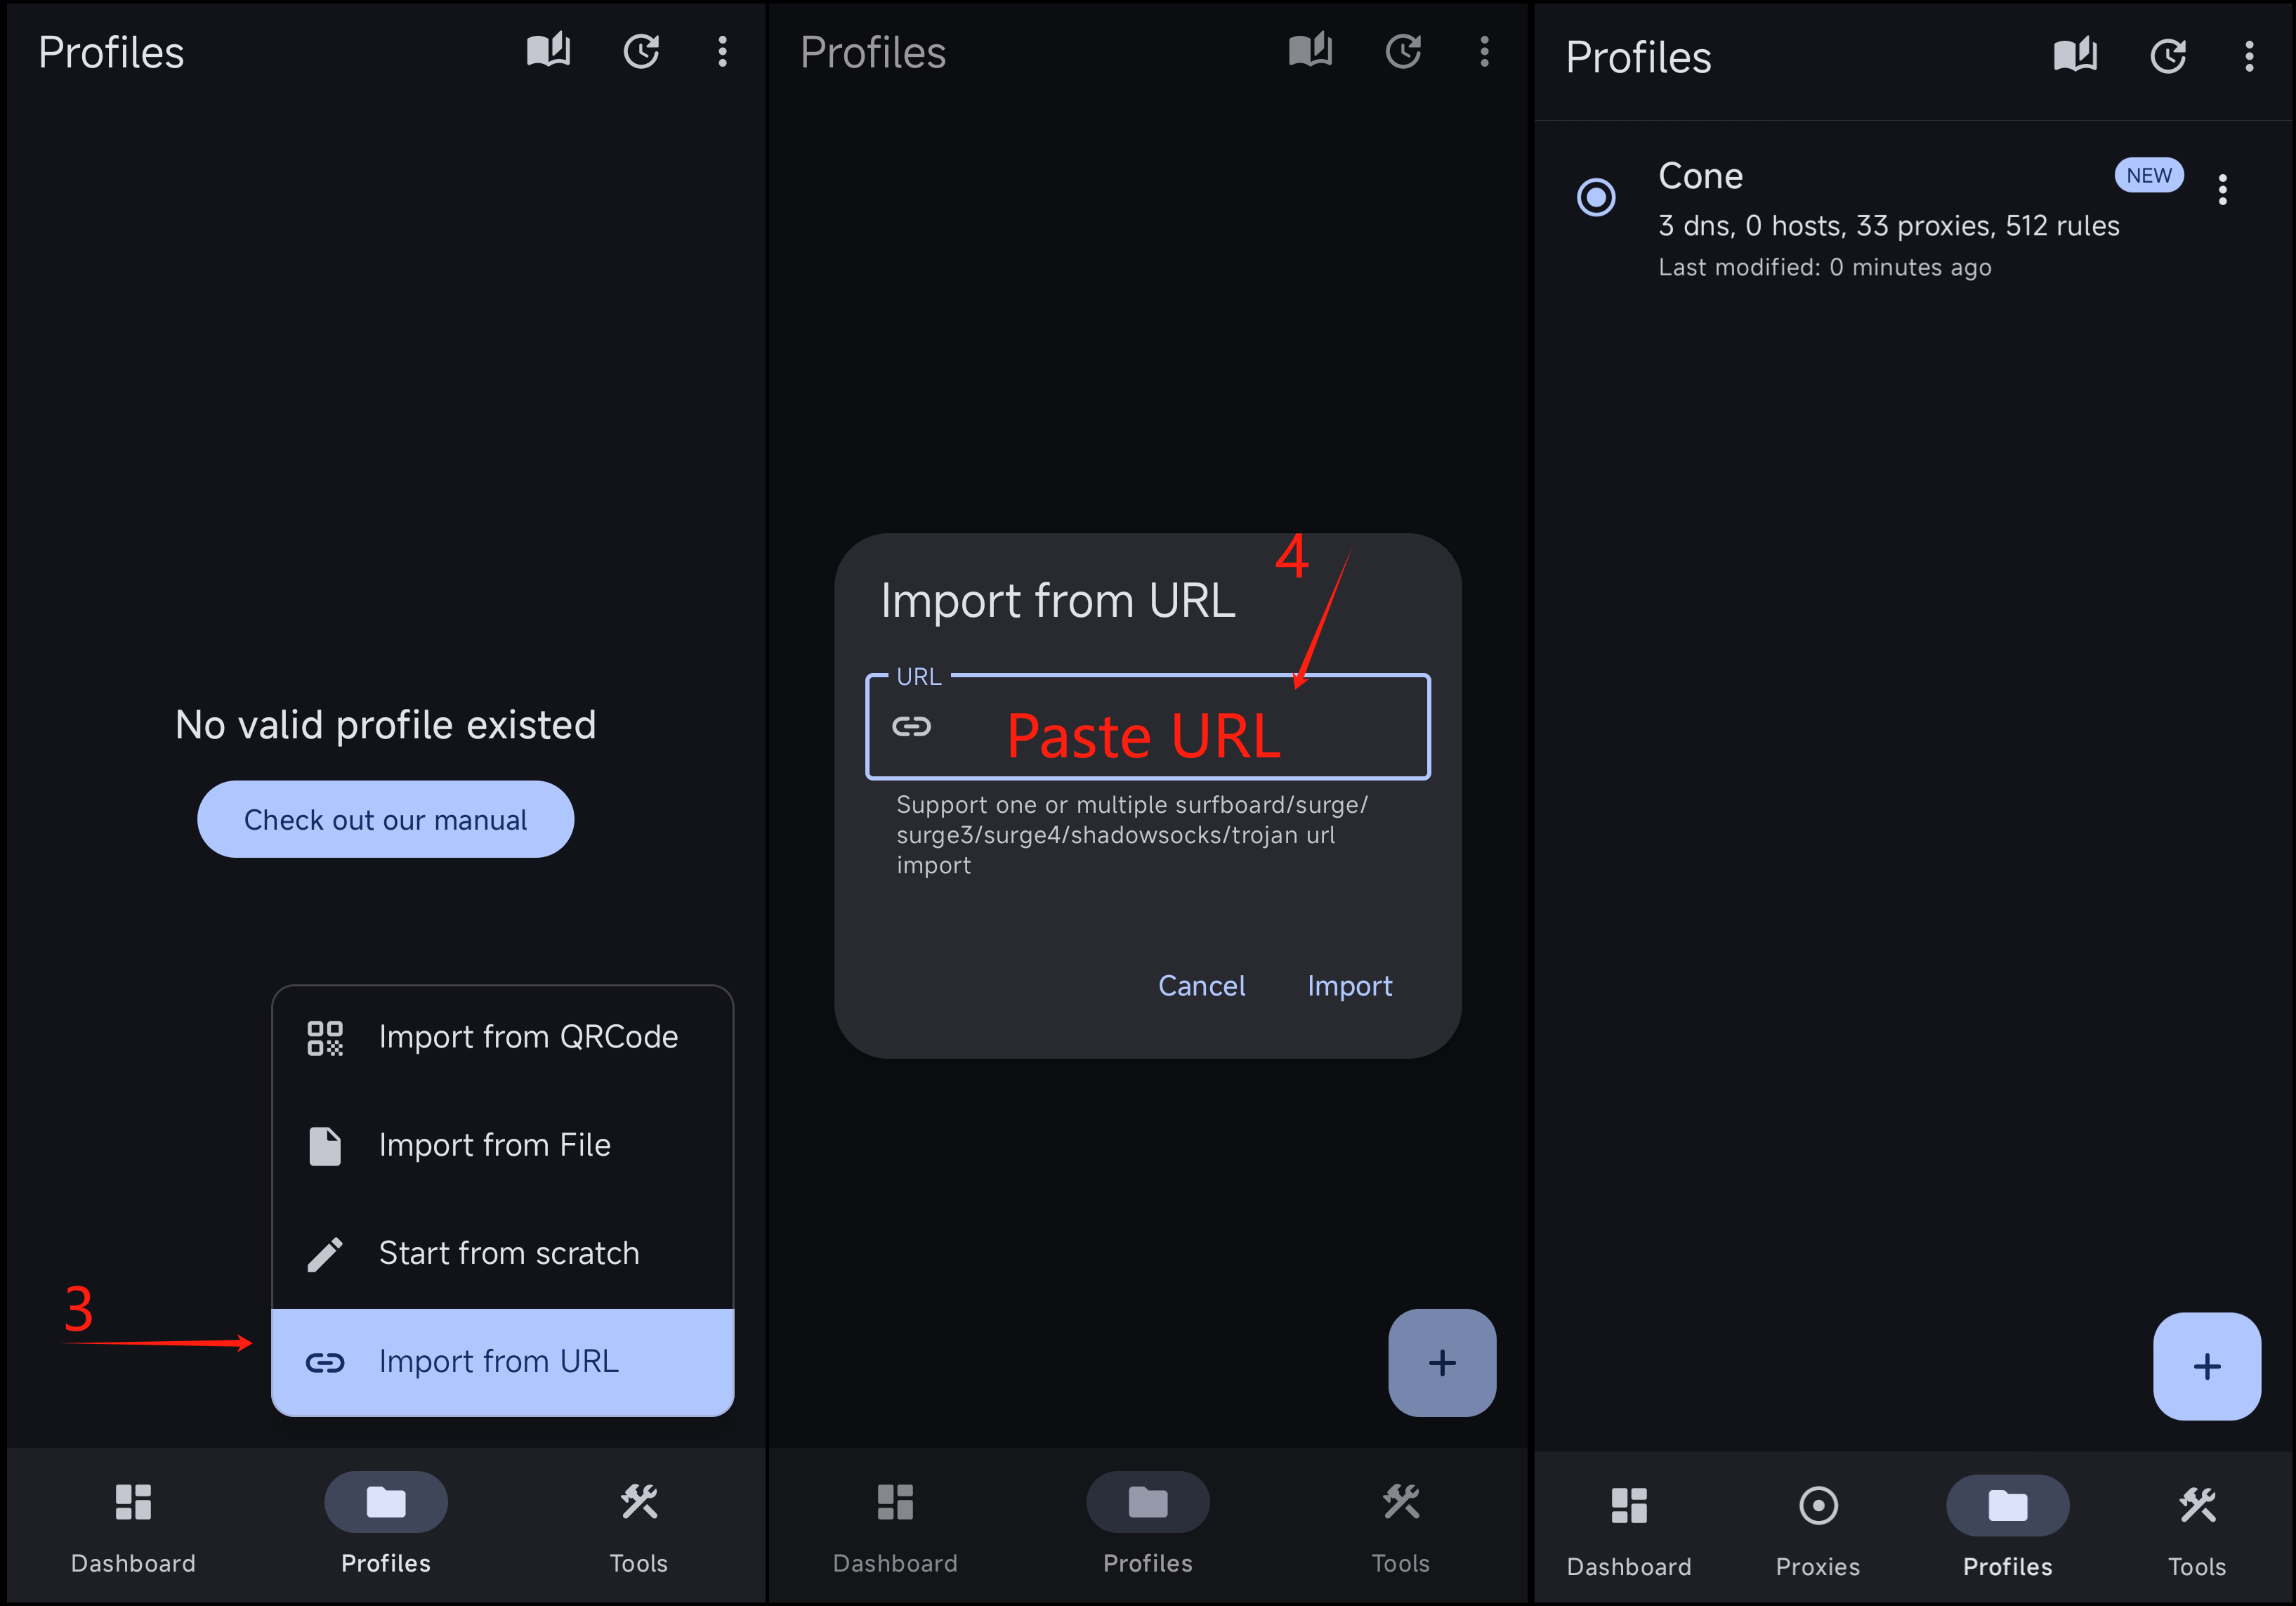 Profiles
No valid profile existed
Check out our manual
Import from QRCode
Import from File
Start from scratch
3
Import from URL
Dashboard
Profiles
Tools
Profiles
4
Import from URL
URL
Paste URL
Support one or multiple surfboard/surge/
surge3/surge4/shadowsocks/trojan url
import
Cancel
Import
Dashboard
Profiles
Tools
Profiles
Cone
NEW
3 dns, 0 hosts, 33 proxies, 512 rules
Last modified: 0 minutes ago
Dashboard
Proxies
Profiles
Tools